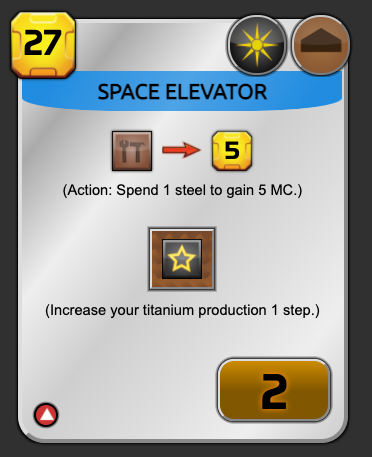 27
SPACE ELEVATOR
5
(Action: Spend 1 steel to gain 5 MC.)
(Increase your titanium production 1 step.)
2